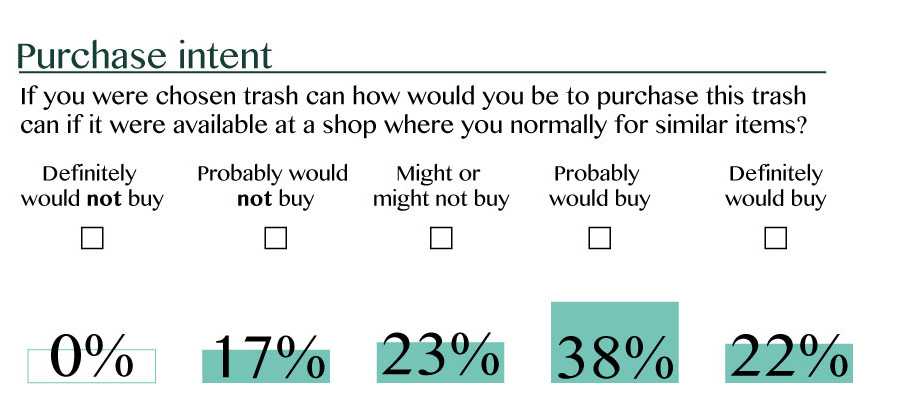 Purchase intent
If you were chosen trash can how would you be to purchase this trash
can if it were available at a shop where you normally for similar items?
Definitely would not buy
Probably would not buy
Might or might not buy
Probably would buy
Definitely would buy
0% 17% 23% 38% 22%